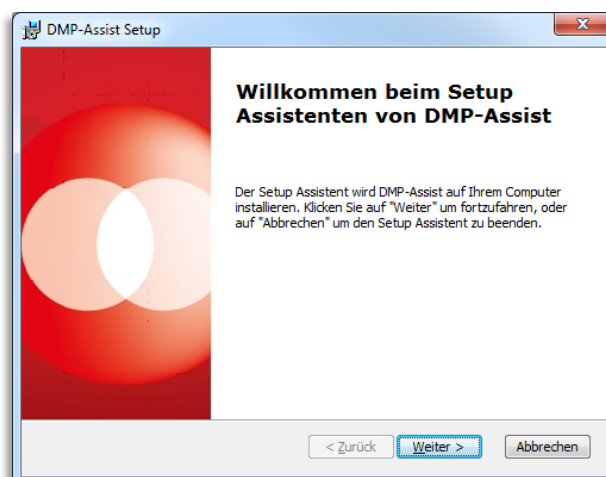 DMP-Assist Setup
Willkommen beim Setup
Assistenten von DMP-Assist
Der Setup Assistent wird DMP-Assist auf Ihrem Computer
installieren. Klicken Sie auf "Weiter" um fortzufahren, oder
auf "Abbrechen" um den Setup Assistent zu beenden.
< Zurück Weiter > Abbrechen